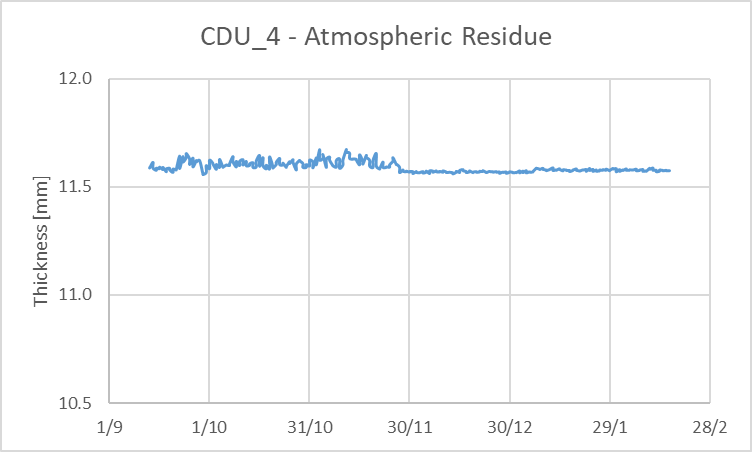 CDU_4 - Atmospheric Residue
12.0
11.5
11.0
10.5
Thickness [mm]
1/9 1/10 31/10 30/11 30/12 29/1 28/2